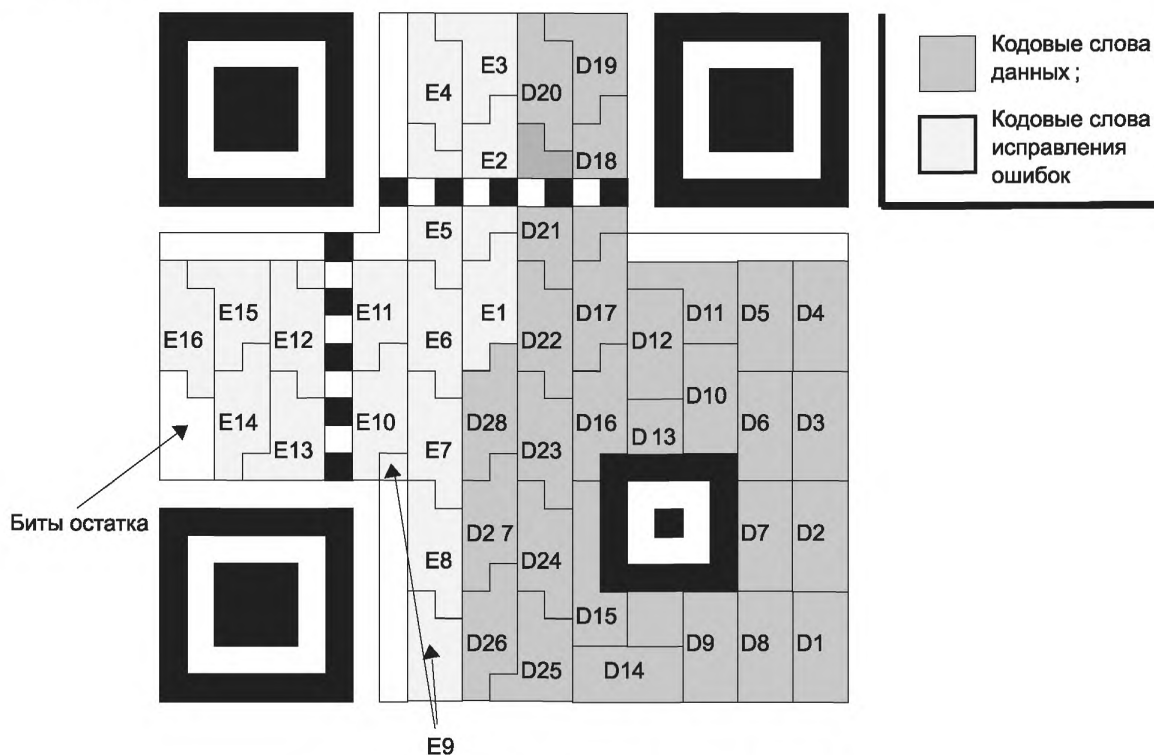 E3
D19
E4
D20
E2
D18
Кодовые слова
данных ;
Кодовые слова
исправления
ошибок
E5
D21
E15
E11
E1
D17
D11
D5
D4
E16
E12
E6
D22
D12
D10
E14
E10
D28
D16
D6
D3
E13
E7
D23
D 13
Биты остатка
D2 7
D7
D2
E8
D24
D15
D26
D9
D8
D1
D25
D14
E9